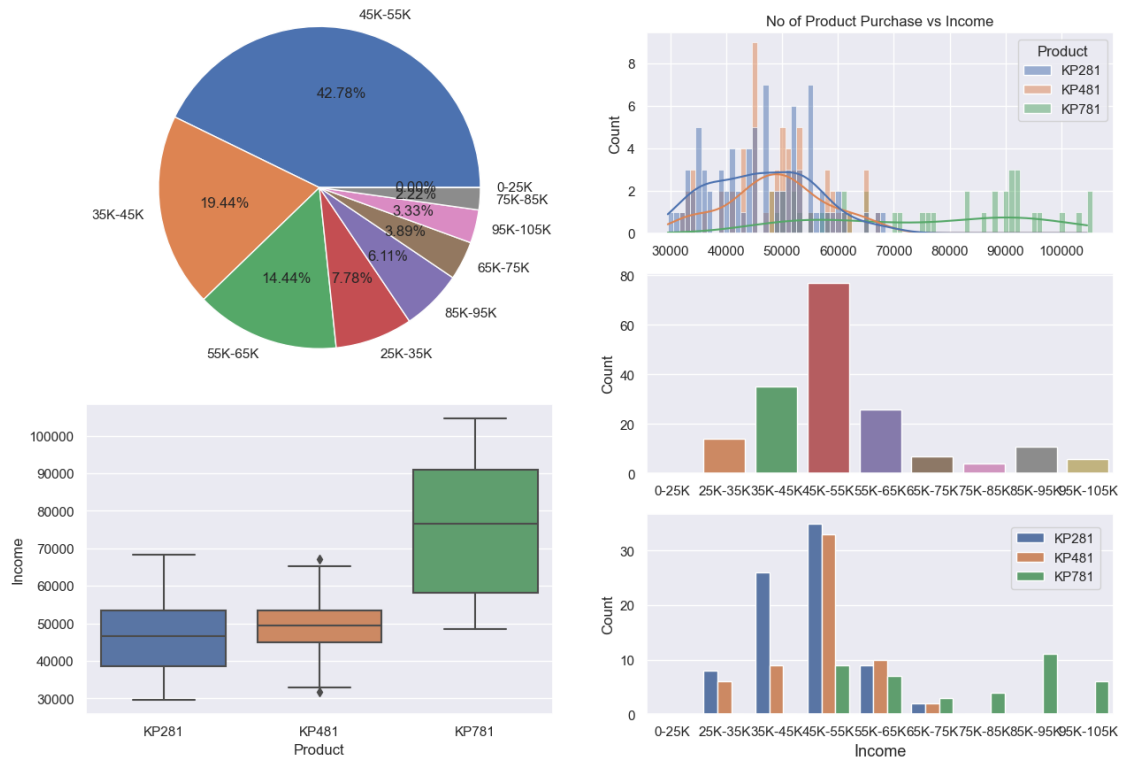 45K-55K
42.78%
35K-45K
19.44%
55K-65K
14.44%
25K-35K
7.78%
85K-95K
6.11%
65K-75K
3.89%
95K-105K
3.33%
75K-85K
2.22%
0-25K
0.00%
No of Product Purchase vs Income
Product
KP281
KP481
KP781
Count
8
6
4
2
0
30000 40000 50000 60000 70000 80000 90000 100000
Count
80
60
40
20
0
0-25K 25K-35K 35K-45K 45K-55K 55K-65K 65K-75K 75K-85K 85K-95K 95K-105K
Income
100000
90000
80000
70000
60000
50000
40000
30000
KP281 KP481 KP781
Product
KP281
KP481
KP781
Count
30
20
10
0
0-25K 25K-35K 35K-45K 45K-55K 55K-65K 65K-75K 75K-85K 85K-95K 95K-105K
Income